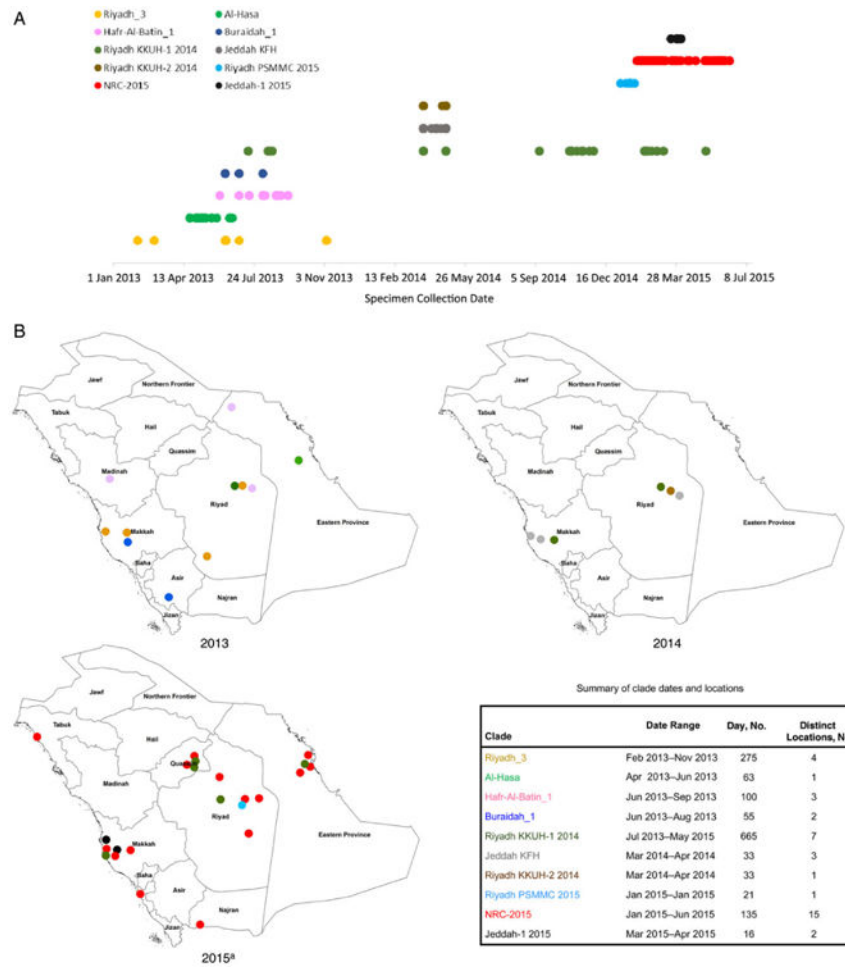 A
Riyadh_3
Al-Hasa
Hafr-Al-Batin_1
Buraidah_1
Riyadh KKUH-1 2014
Jeddah KFH
Riyadh KKUH-2 2014
Riyadh PSMMC 2015
NRC-2015
Jeddah-1 2015
1 Jan 2013 13 Apr 2013 24 Jul 2013 3 Nov 2013 13 Feb 2014 26 May 2014 5 Sep 2014 16 Dec 2014 28 Mar 2015 8 Jul 2015
Specimen Collection Date
B
Jawf
Northern Frontier
Tabuk
Hail
Quassim
Madinah
Riyad
Eastern Province
Makkah
Baha
Asir
Najran
Jizan
2013
Jawf
Northern Frontier
Tabuk
Hail
Quassim
Madinah
Riyad
Eastern Province
Makkah
Baha
Asir
Najran
Jizan
2014
Jawf
Northern Frontier
Tabuk
Hail
Quassim
Madinah
Riyad
Eastern Province
Makkah
Baha
Asir
Najran
Jizan
2015a
Summary of clade dates and locations
Clade Date Range Day, No. Distinct Locations, N
Riyadh_3 Feb 2013–Nov 2013 275 4
Al-Hasa Apr 2013–Jun 2013 63 1
Hafr-Al-Batin_1 Jun 2013–Sep 2013 100 3
Buraidah_1 Jun 2013–Aug 2013 55 2
Riyadh KKUH-1 2014 Jul 2013–May 2015 665 7
Jeddah KFH Mar 2014–Apr 2014 33 3
Riyadh KKUH-2 2014 Mar 2014–Apr 2014 33 1
Riyadh PSMMC 2015 Jan 2015–Jan 2015 21 1
NRC-2015 Jan 2015–Jun 2015 135 15
Jeddah-1 2015 Mar 2015–Apr 2015 16 2